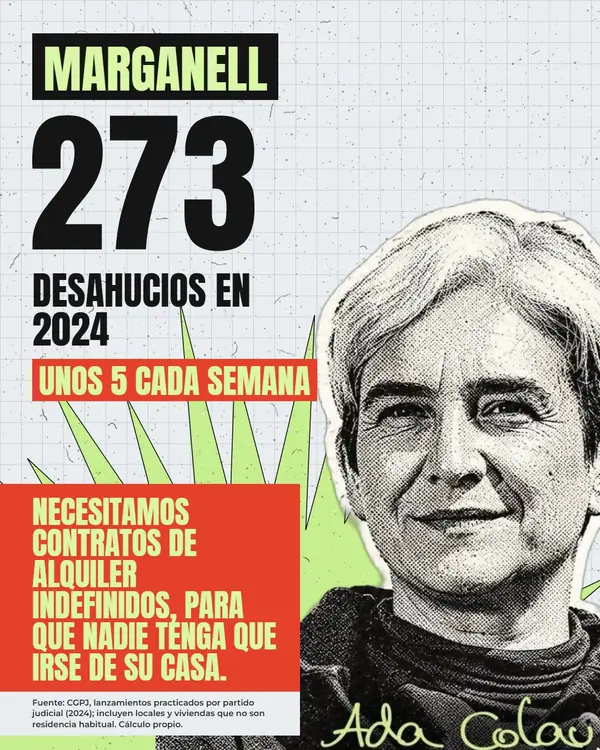 MARGANELL
273
DESAHUCIOS EN
2024
UNOS 5 CADA SEMANA
NECESITAMOS
CONTRATOS DE
ALQUILER
INDEFINIDOS, PARA
QUE NADIE TENGA QUE
IRSE DE SU CASA.
Fuente: CGPJ, lanzamientos practicados por partido
judicial (2024); incluyen locales y viviendas que no son
residencia habitual. Cálculo propio.
Ada Colau